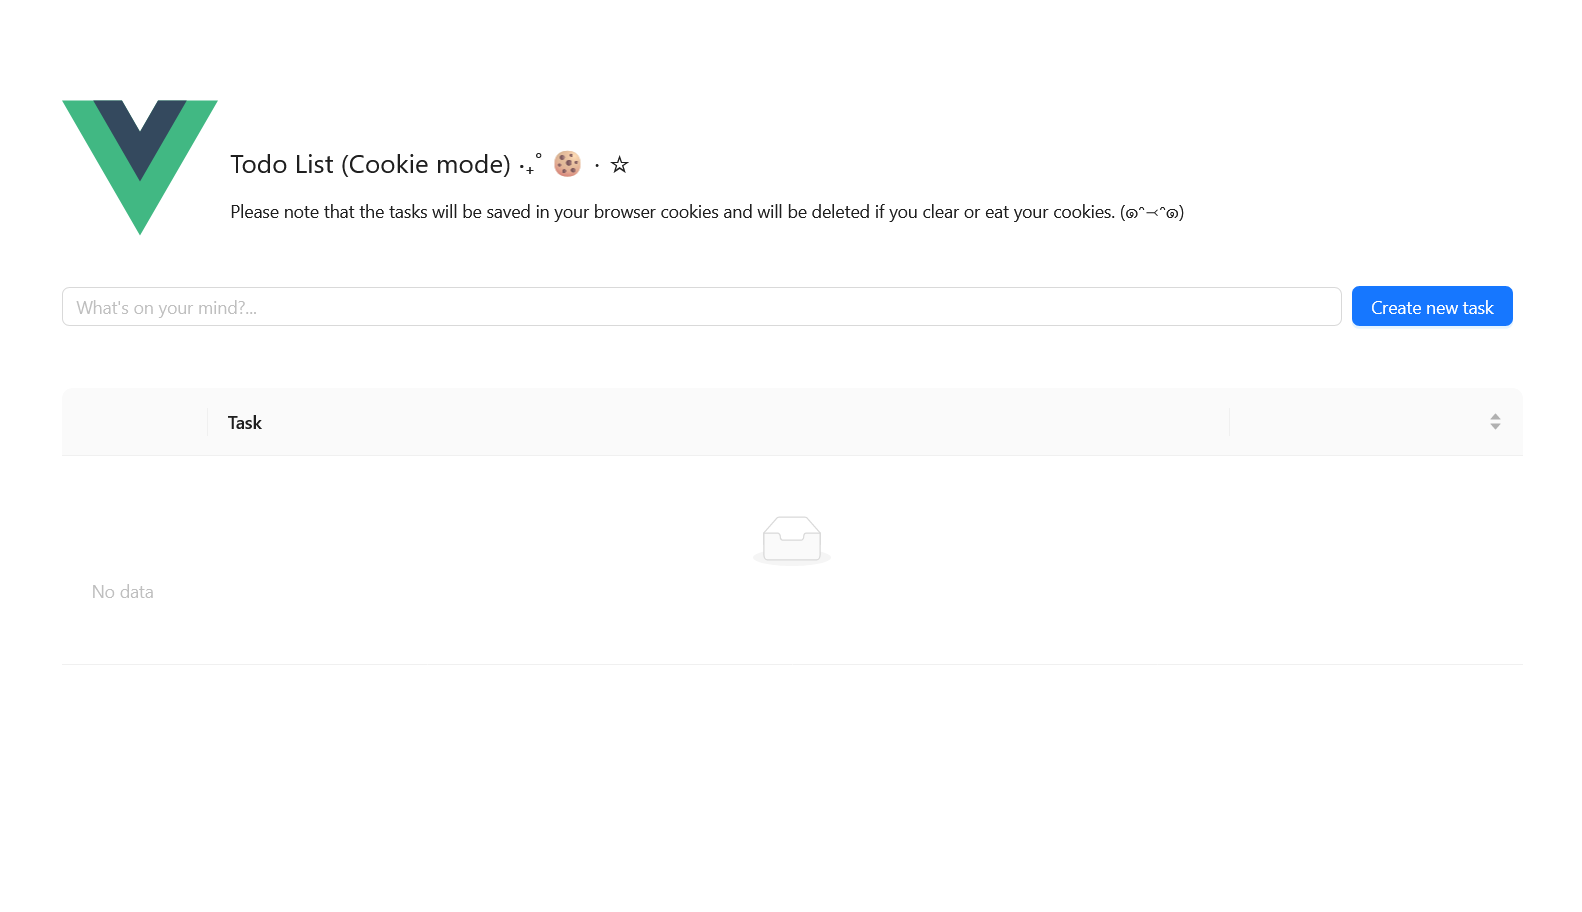 Todo List (Cookie mode) ‧₊˚ 🍪 ⋅ ☆
Please note that the tasks will be saved in your browser cookies and will be deleted if you clear or eat your cookies. (๑ᵔ⤙ᵔ๑)
What's on your mind?...
Create new task
Task
No data